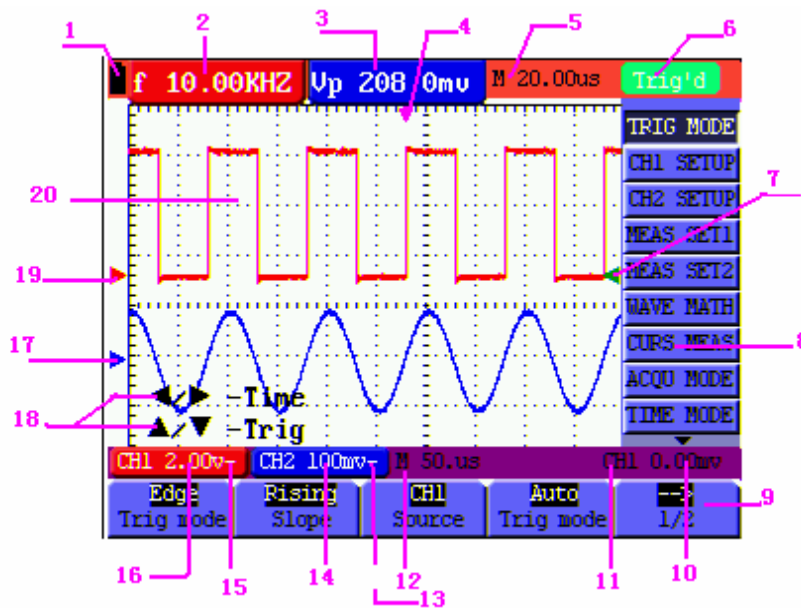 1 2 3 4 5 6
f 10.00KHZ Vp 208 0mv M 20.00us Trig'd
TRIG MODE
CH1 SETUP
7
20
CH2 SETUP
MEAS SET1
19
MEAS SET2
WAVE MATH
17
CURS MEAS 8
ACQU MODE
◀/▶ -Time
18
TIME MODE
▲/▼ -Trig
CH1 2.00v- CH2 100mv- M 50.us CH1 0.00mv
Edge Rising CH1 Auto -->
Trig mode Slope Source Trig mode 1/2
9
16 15 14 13 12 11 10